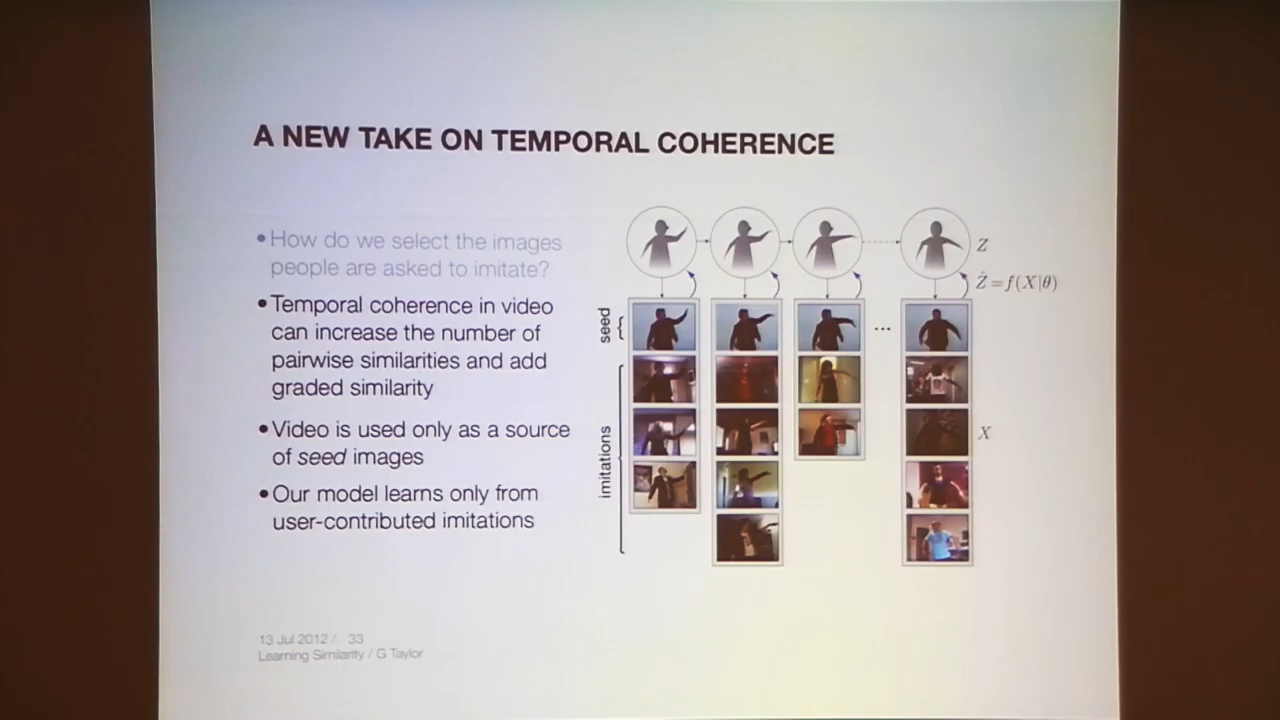 A NEW TAKE ON TEMPORAL COHERENCE
•How do we select the images
people are asked to imitate?
•Temporal coherence in video
can increase the number of
pairwise similarities and add
graded similarity
•Video is used only as a source
of seed images
•Our model learns only from
user-contributed imitations
Z
Ẑ = f(X|θ)
seed
...
imitations
X
13 Jul 2012 / 33
Learning Similarity / G Taylor